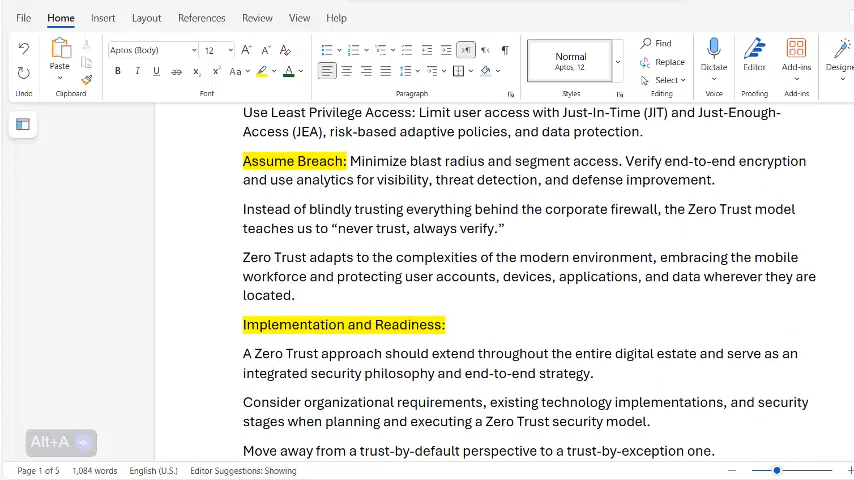 File Home Insert Layout References Review View Help
Aptos (Body) 12 A A A
Paste
B I U ab x2 x2 Aa A
Normal
Aptos, 12
Find
Replace
Select
Dictate Editor Add-ins Designe
Undo Clipboard Font Paragraph Styles Editing Voice Proofing Add-ins
Use Least Privilege Access: Limit user access with Just-In-Time (JIT) and Just-Enough-
Access (JEA), risk-based adaptive policies, and data protection.
Assume Breach: Minimize blast radius and segment access. Verify end-to-end encryption
and use analytics for visibility, threat detection, and defense improvement.
Instead of blindly trusting everything behind the corporate firewall, the Zero Trust model
teaches us to “never trust, always verify.”
Zero Trust adapts to the complexities of the modern environment, embracing the mobile
workforce and protecting user accounts, devices, applications, and data wherever they are
located.
Implementation and Readiness:
A Zero Trust approach should extend throughout the entire digital estate and serve as an
integrated security philosophy and end-to-end strategy.
Consider organizational requirements, existing technology implementations, and security
stages when planning and executing a Zero Trust security model.
Move away from a trust-by-default perspective to a trust-by-exception one.
Alt+A
Page 1 of 5 1,084 words English (U.S.) Editor Suggestions: Showing